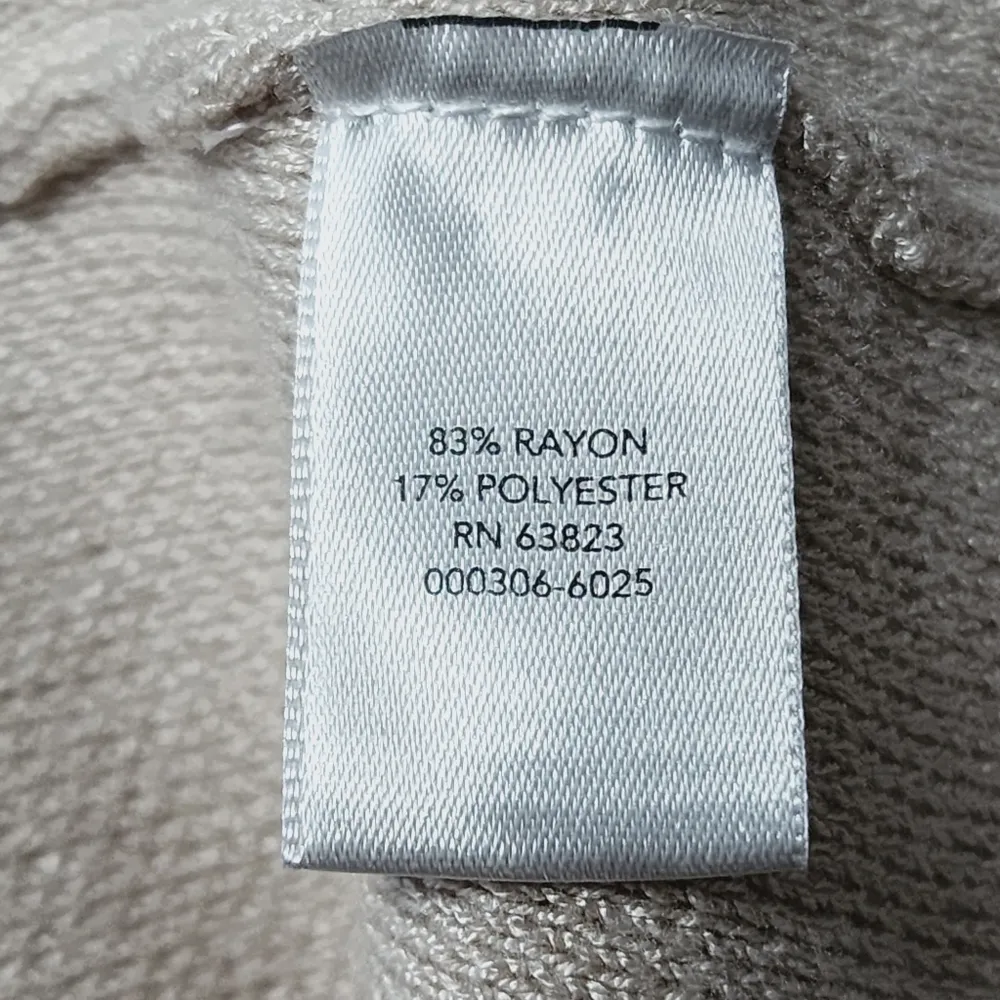 83% RAYON
17% POLYESTER
RN 63823
000306-6025